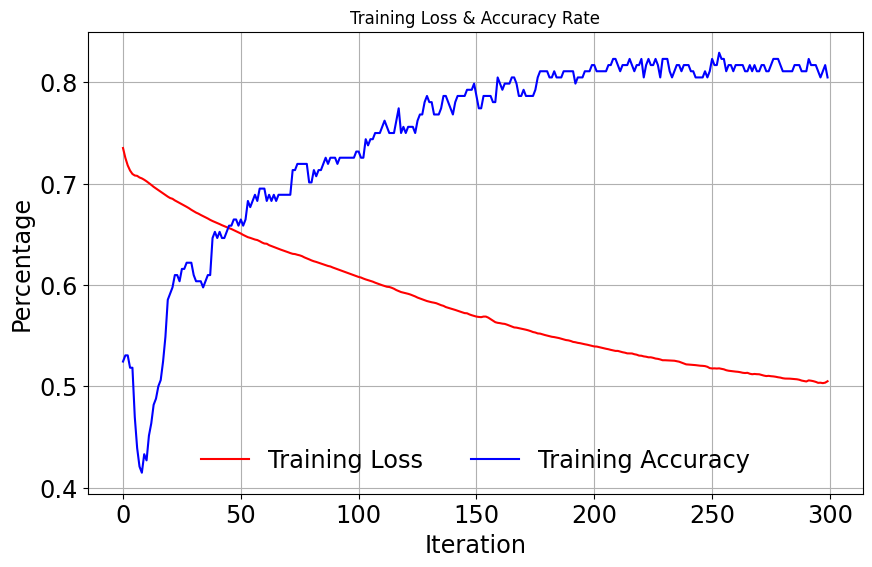 Training Loss & Accuracy Rate
Percentage
0.8
0.7
0.6
0.5
0.4
Training Loss
Training Accuracy
0 50 100 150 200 250 300
Iteration